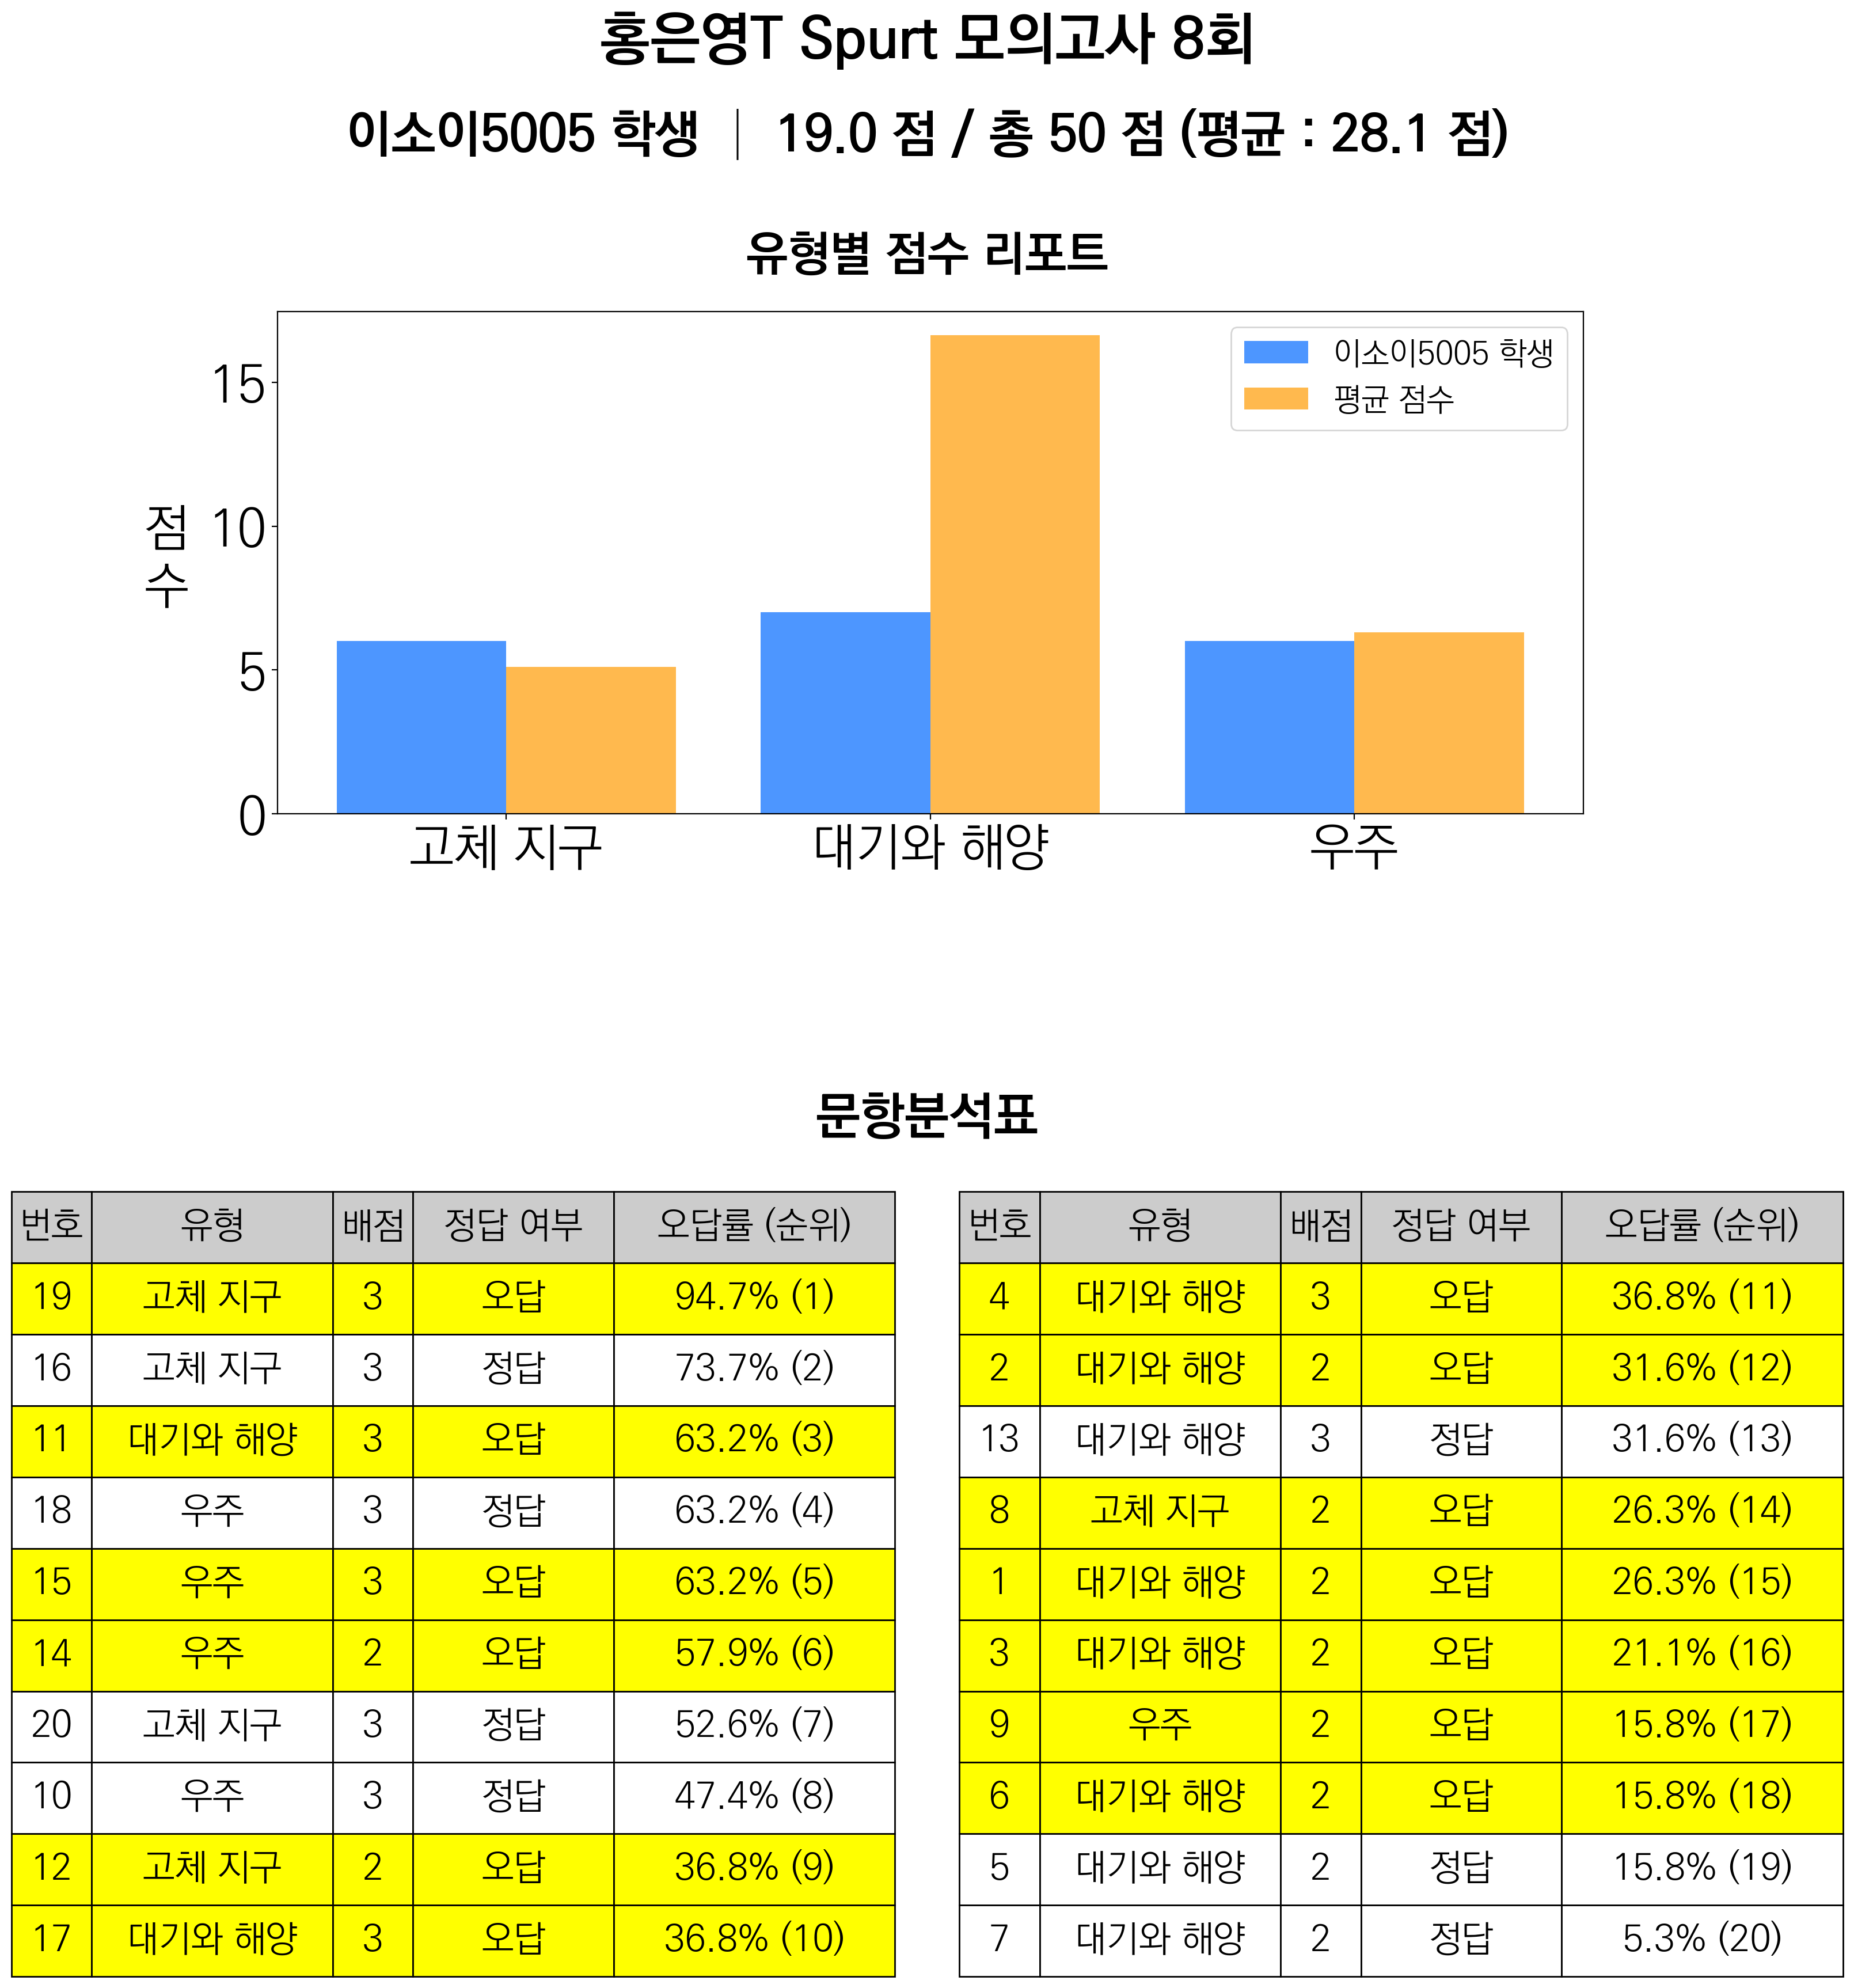 홍은영T Spurt 모의고사 8회
이소이5005 학생 | 19.0 점 / 총 50 점 (평균 : 28.1 점)
유형별 점수 리포트
이소이5005 학생
평균 점수
점
수
15
10
5
0
고체 지구 대기와 해양 우주
문항분석표
번호 유형 배점 정답 여부 오답률 (순위)
19 고체 지구 3 오답 94.7% (1)
16 고체 지구 3 정답 73.7% (2)
11 대기와 해양 3 오답 63.2% (3)
18 우주 3 정답 63.2% (4)
15 우주 3 오답 63.2% (5)
14 우주 2 오답 57.9% (6)
20 고체 지구 3 정답 52.6% (7)
10 우주 3 정답 47.4% (8)
12 고체 지구 2 오답 36.8% (9)
17 대기와 해양 3 오답 36.8% (10)
번호 유형 배점 정답 여부 오답률 (순위)
4 대기와 해양 3 오답 36.8% (11)
2 대기와 해양 2 오답 31.6% (12)
13 대기와 해양 3 정답 31.6% (13)
8 고체 지구 2 오답 26.3% (14)
1 대기와 해양 2 오답 26.3% (15)
3 대기와 해양 2 오답 21.1% (16)
9 우주 2 오답 15.8% (17)
6 대기와 해양 2 오답 15.8% (18)
5 대기와 해양 2 정답 15.8% (19)
7 대기와 해양 2 정답 5.3% (20)